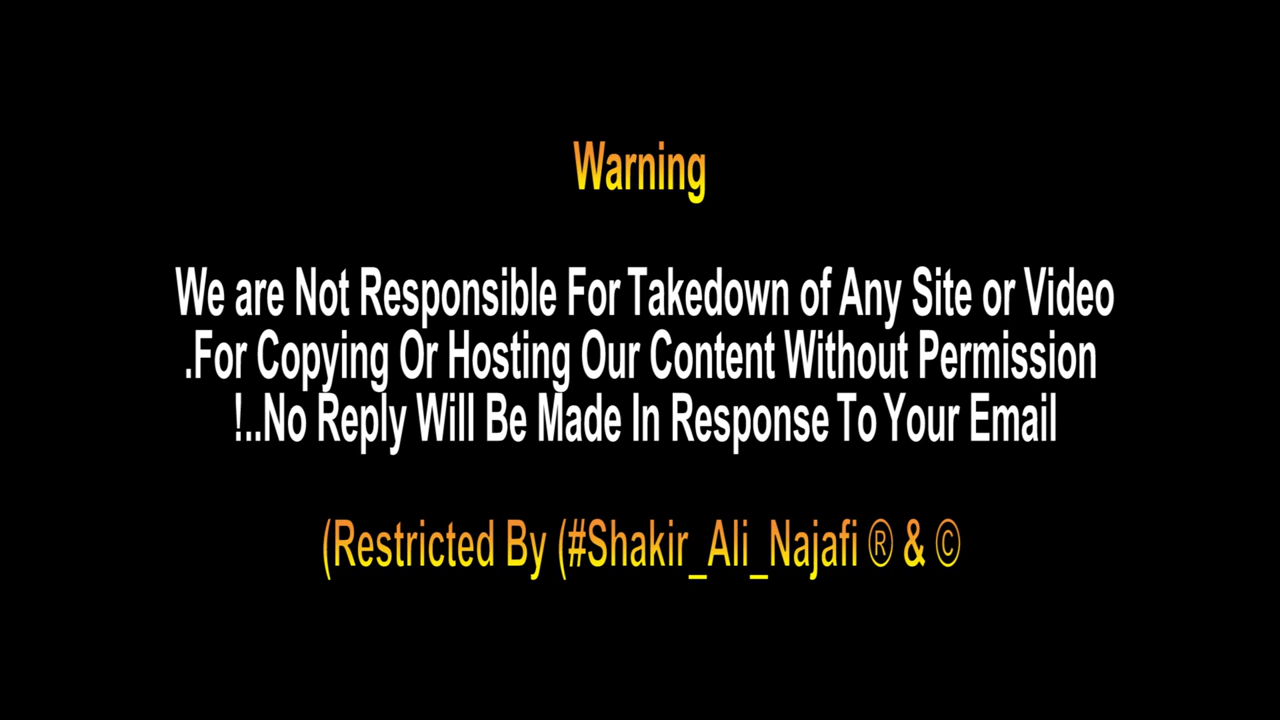 Warning
We are Not Responsible For Takedown of Any Site or Video
.For Copying Or Hosting Our Content Without Permission
!..No Reply Will Be Made In Response To Your Email
(Restricted By (#Shakir_Ali_Najafi ® & ©